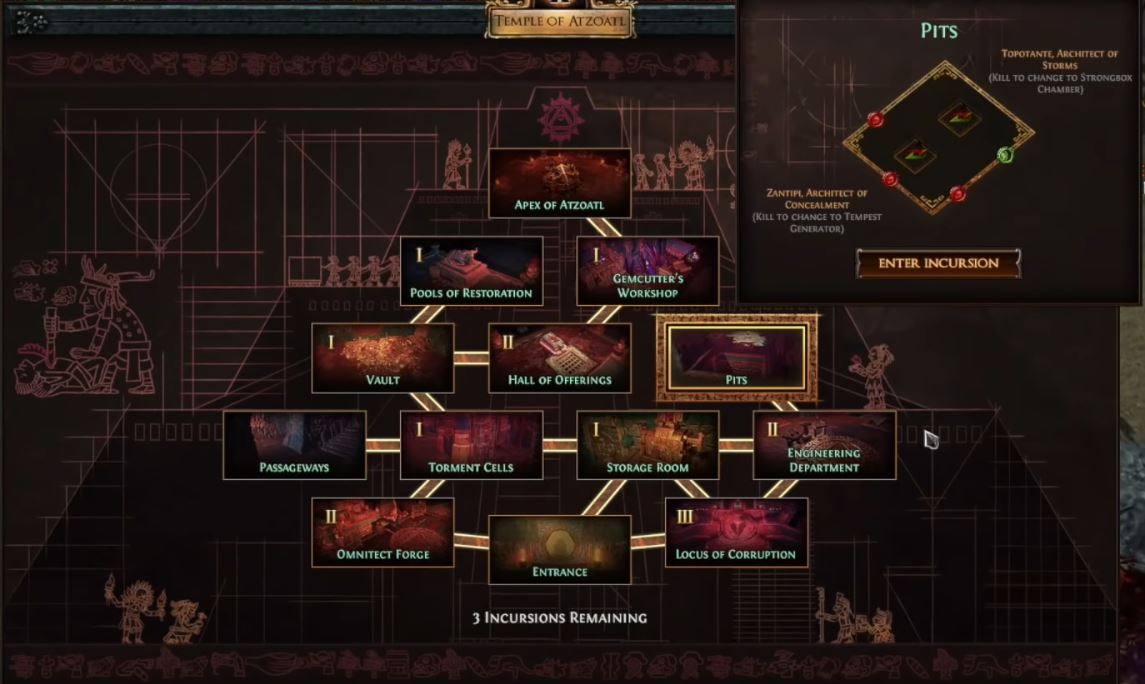 TEMPLE OF ATZOATL
PITS
TOPOTANTE, ARCHITECT OF
STORMS
(KILL TO CHANGE TO STRONGBOX
CHAMBER)
ZANTIPI, ARCHITECT OF
CONCEALMENT
(KILL TO CHANGE TO TEMPEST
GENERATOR)
ENTER INCURSION
APEX OF ATZOATL
I
POOLS OF RESTORATION
I
GEMCUTTER'S
WORKSHOP
I
VAULT
II
HALL OF OFFERINGS
PITS
PASSAGEWAYS
I
TORMENT CELLS
I
STORAGE ROOM
II
ENGINEERING
DEPARTMENT
II
OMNITECT FORGE
ENTRANCE
III
LOCUS OF CORRUPTION
3 INCURSIONS REMAINING